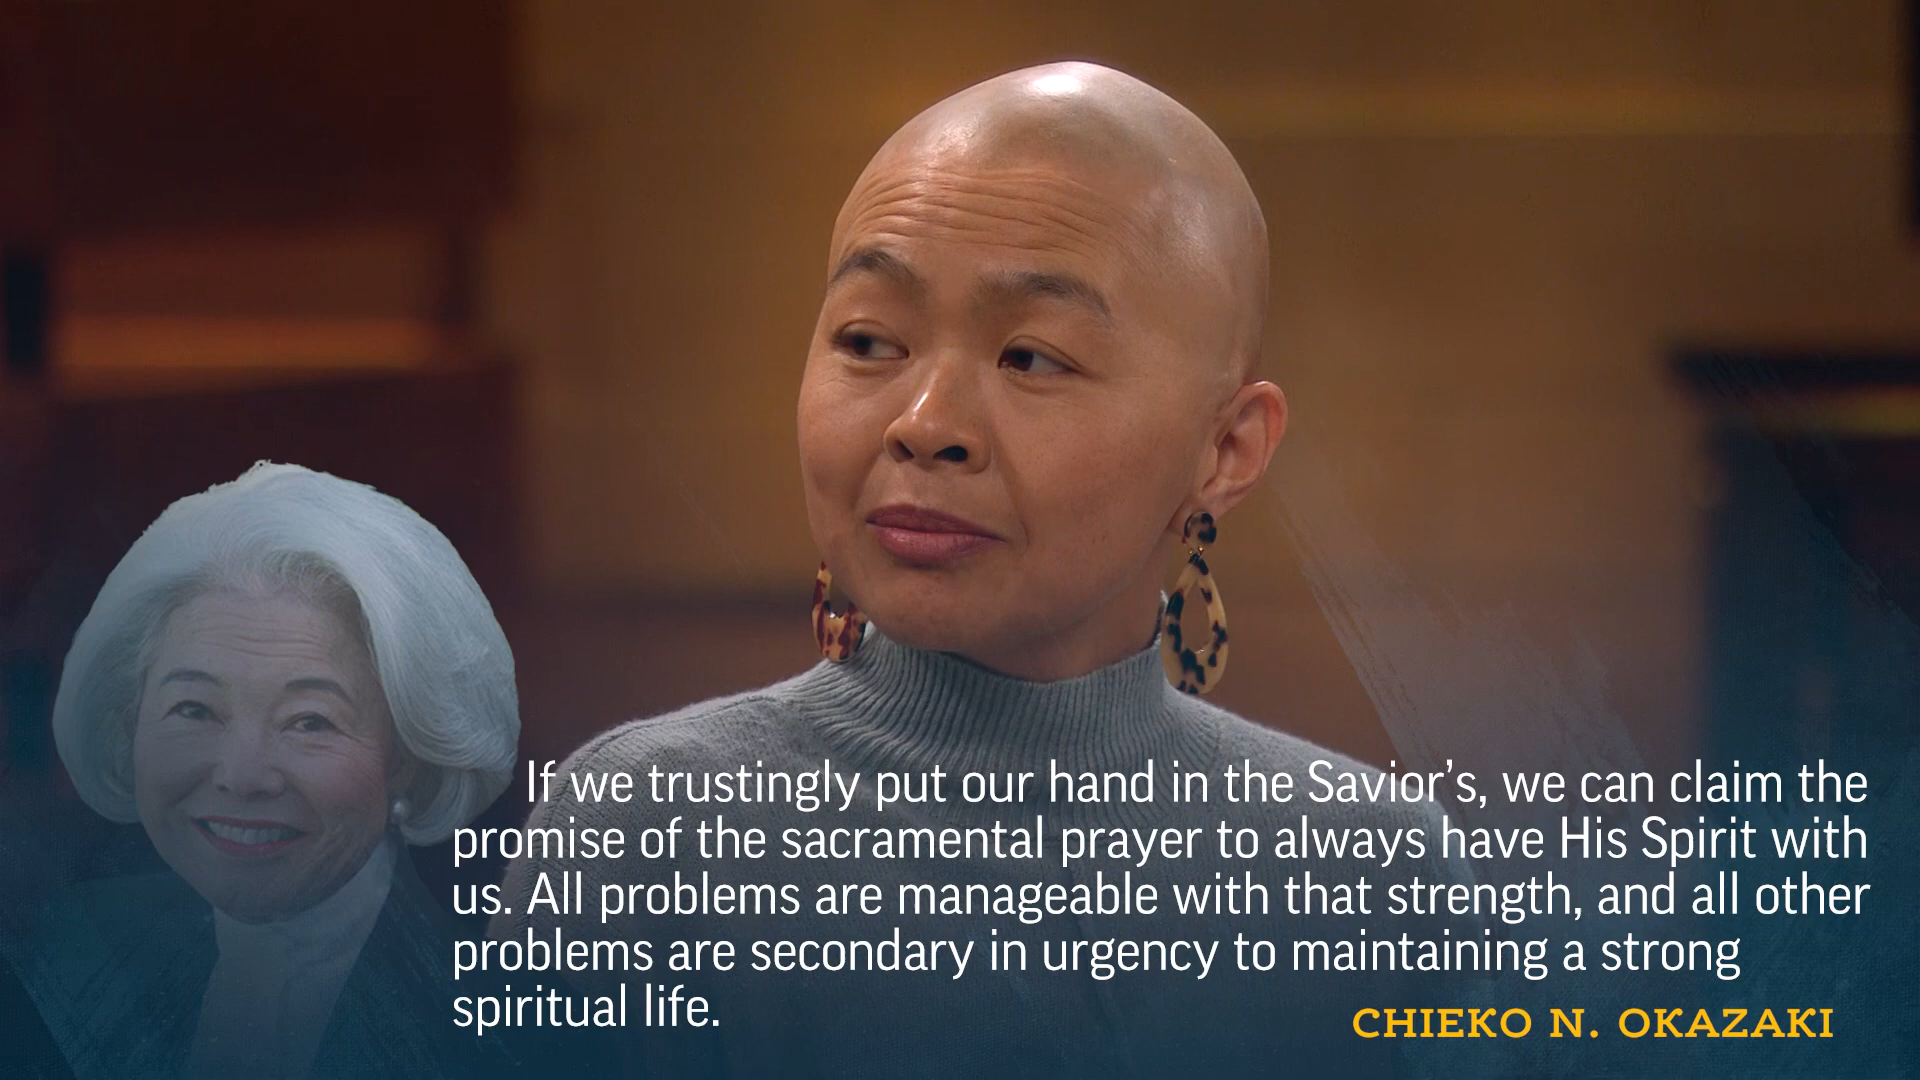 If we trustingly put our hand in the Savior’s, we can claim the
promise of the sacramental prayer to always have His Spirit with
us. All problems are manageable with that strength, and all other
problems are secondary in urgency to maintaining a strong
spiritual life.
CHIEKO N. OKAZAKI